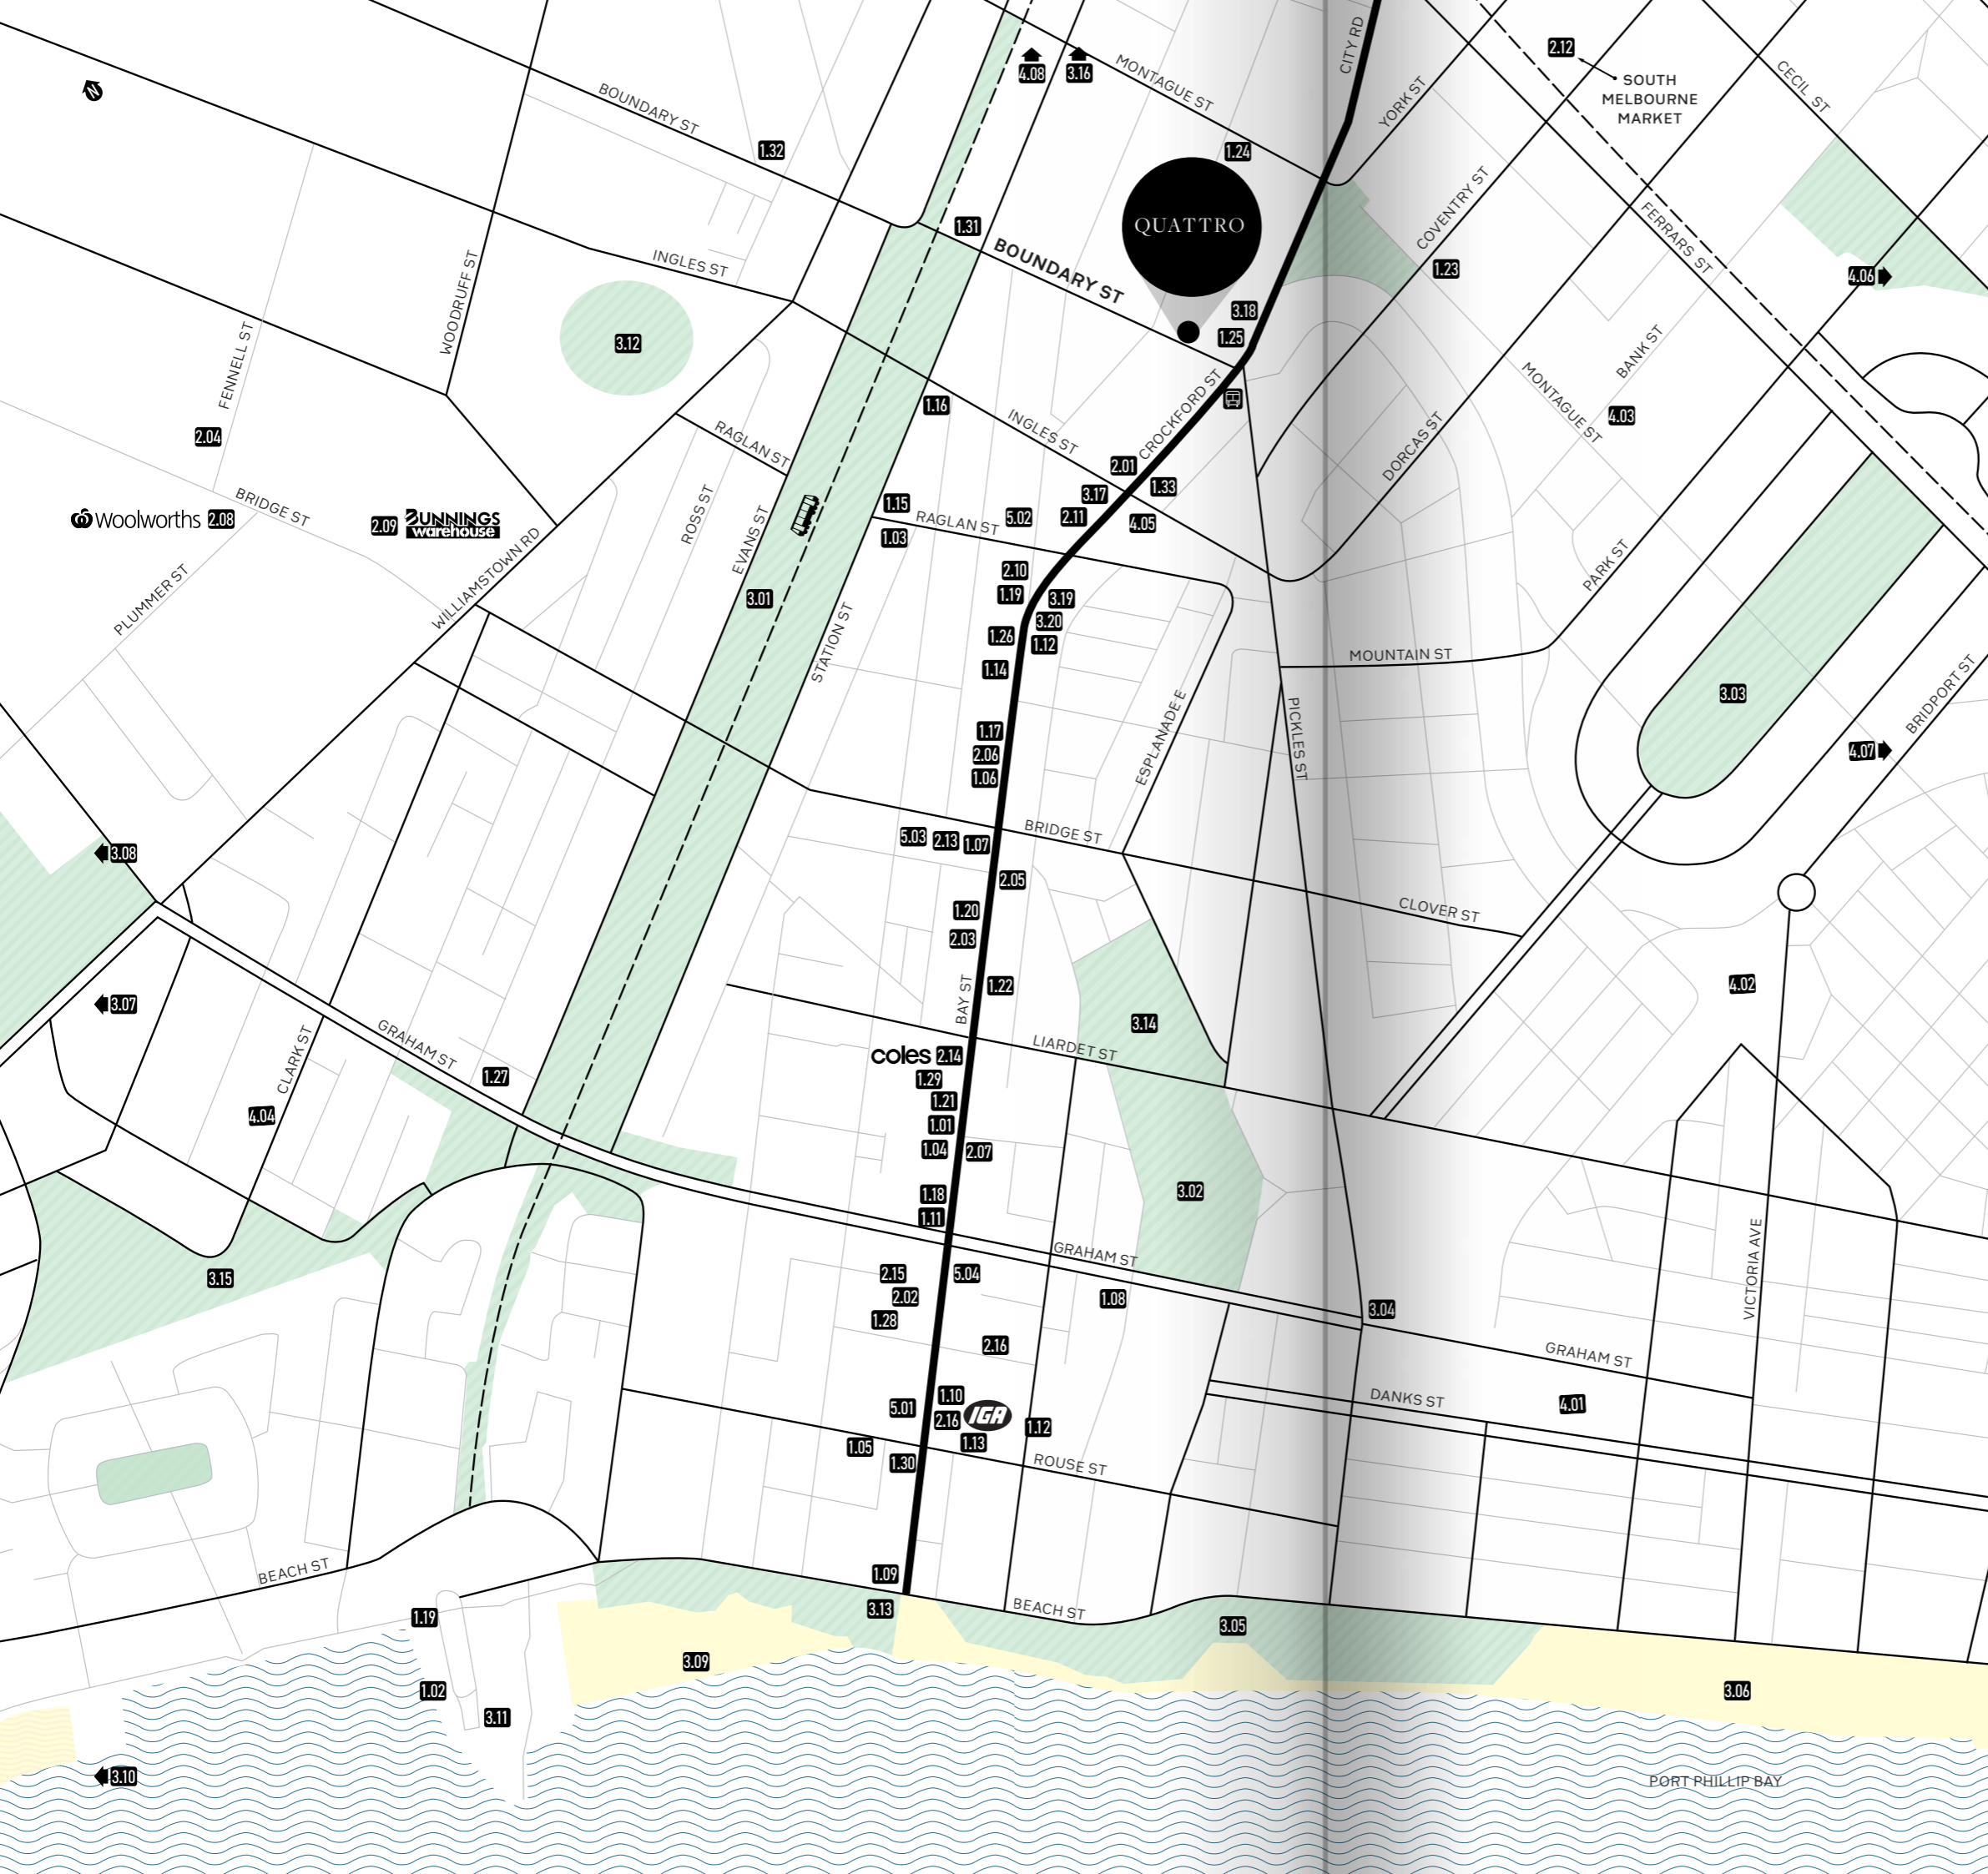 CITY RD
2.12
SOUTH
MELBOURNE
MARKET
CECIL ST
4.08
3.16
MONTAGUE ST
YORK ST
N
BOUNDARY ST
1.32
1.24
QUATTRO
COVENTRY ST
FERRARS ST
1.31
BOUNDARY ST
INGLES ST
WOODRUFF ST
1.23
4.06
3.18
1.25
3.12
FENNELL ST
BANK ST
MONTAGUE ST
4.03
1.16
INGLES ST
CROCKFORD ST
DORCAS ST
2.04
RAGLAN ST
2.01
1.33
3.17
Woolworths 2.08
BRIDGE ST
2.09
BUNNINGS
warehouse
ROSS ST
EVANS ST
1.15
RAGLAN ST
5.02
2.11
4.05
1.03
WILLIAMSTOWN RD
PLUMMER ST
PARK ST
2.10
1.19
3.19
3.01
STATION ST
3.20
1.26
1.12
MOUNTAIN ST
1.14
3.03
BRIDPORT ST
ESPLANADE E
PICKLES ST
1.17
2.06
4.07
1.06
5.03
2.13
1.07
BRIDGE ST
3.08
2.05
1.20
CLOVER ST
2.03
BAY ST
1.22
4.02
3.07
3.14
GRAHAM ST
CLARK ST
LIARDET ST
coles 2.14
1.27
1.29
1.21
4.04
1.01
1.04
2.07
3.02
1.18
1.11
GRAHAM ST
VICTORIA AVE
3.15
2.15
5.04
2.02
1.08
3.04
1.28
2.16
GRAHAM ST
1.10
5.01
2.16
IGA
1.12
DANKS ST
4.01
1.05
1.13
1.30
ROUSE ST
BEACH ST
1.09
3.13
BEACH ST
1.19
3.05
3.09
1.02
3.06
3.11
3.10
PORT PHILLIP BAY